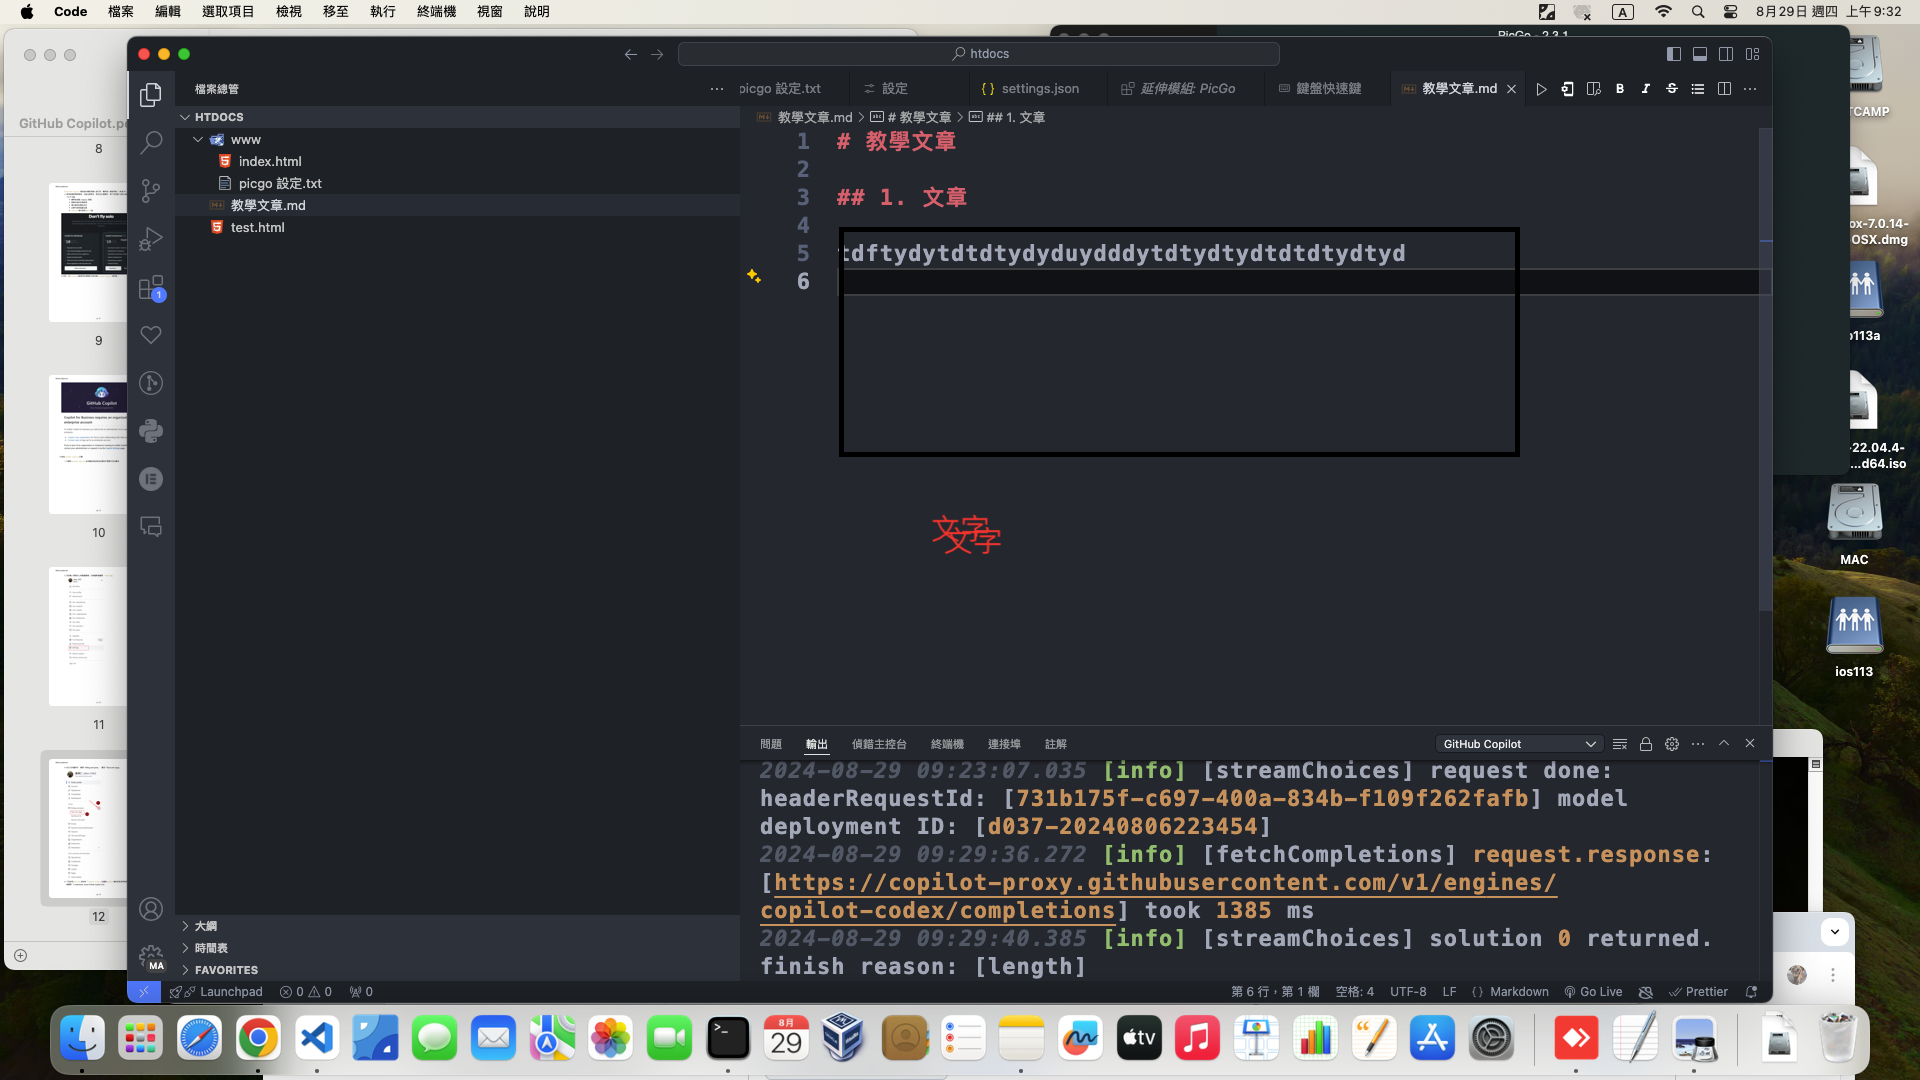 Code 檔案 編輯 選取項目 檢視 移至 執行 終端機 視窗 說明
A 8月29日 週四 上午9:32
PicGo - 2.3.1
htdocs
GitHub Copilot.p
8
9
10
11
12
檔案總管
HTDOCS
www
index.html
picgo 設定.txt
教學文章.md
test.html
大綱
時間表
FAVORITES
1
MA
picgo 設定.txt 設定 settings.json 延伸模組: PicGo 鍵盤快速鍵 教學文章.md
教學文章.md > # 教學文章 > ## 1. 文章
1 # 教學文章
2
3 ## 1. 文章
4
5 tdftydytdtdtydyduydddytdtydtydtdtdtydtyd
6
文字
文字
問題 輸出 偵錯主控台 終端機 連接埠 註解 GitHub Copilot
2024-08-29 09:23:07.035 [info] [streamChoices] request done:
headerRequestId: [731b175f-c697-400a-834b-f109f262fafb] model
deployment ID: [d037-20240806223454]
2024-08-29 09:29:36.272 [info] [fetchCompletions] request.response:
[https://copilot-proxy.githubusercontent.com/v1/engines/
copilot-codex/completions] took 1385 ms
2024-08-29 09:29:40.385 [info] [streamChoices] solution 0 returned.
finish reason: [length]
Launchpad 0 0 0 第 6 行，第 1 欄 空格: 4 UTF-8 LF {} Markdown Go Live Prettier
TCAMP
ox-7.0.14-
OSX.dmg
113a
-22.04.4-
...d64.iso
MAC
ios113
8月
29
tv